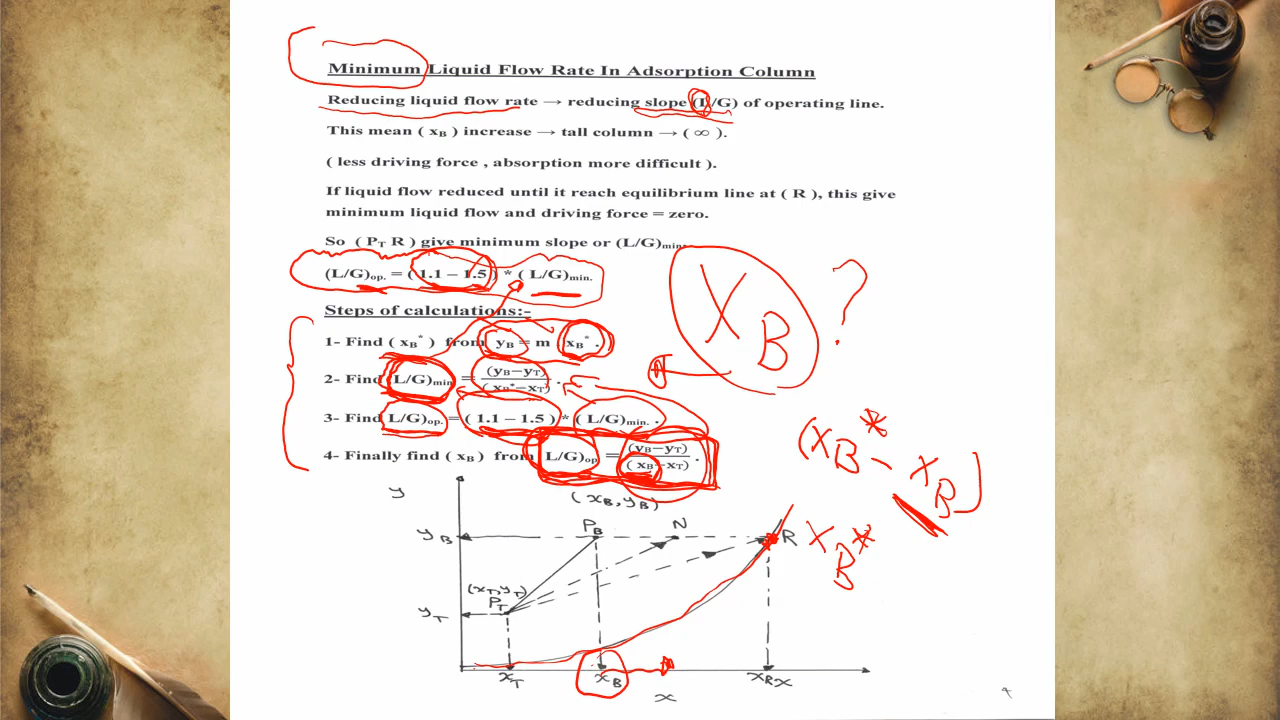 Minimum Liquid Flow Rate In Adsorption Column
Reducing liquid flow rate → reducing slope (L/G) of operating line.
This mean ( xB ) increase → tall column → ( ∞ ).
( less driving force , absorption more difficult ).
If liquid flow reduced until it reach equilibrium line at ( R ), this give
minimum liquid flow and driving force = zero.
So ( PT R ) give minimum slope or (L/G)min.
(L/G)op. = ( 1.1 – 1.5 ) * ( L/G)min.
Steps of calculations:-
1- Find ( xB* ) from yB = m xB* .
2- Find (L/G)min = (yB–yT) / ( xB*–xT) .
3- Find L/G)op. = ( 1.1 – 1.5 ) * ( L/G)min. .
4- Finally find ( xB ) from L/G)op = (yB–yT) / ( xB–xT) .
XB ?
(XB* - XB)
XB*
y
(xB, yB)
yB PB N R
(xT, yT)
PT
yT
xT xB xRx
x
4